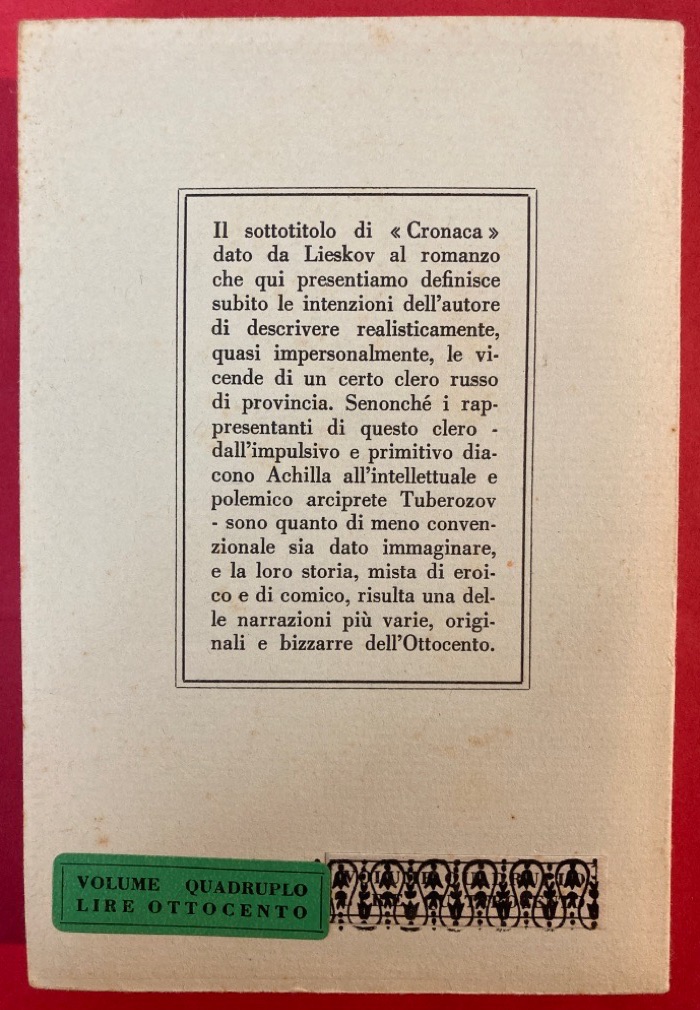 Il sottotitolo di « Cronaca »
dato da Lieskov al romanzo
che qui presentiamo definisce
subito le intenzioni dell'autore
di descrivere realisticamente,
quasi impersonalmente, le vi-
cende di un certo clero russo
di provincia. Senonché i rap-
presentanti di questo clero -
dall'impulsivo e primitivo dia-
cono Achilla all'intellettuale e
polemico arciprete Tuberozov
- sono quanto di meno conven-
zionale sia dato immaginare,
e la loro storia, mista di eroi-
co e di comico, risulta una del-
le narrazioni più varie, origi-
nali e bizzarre dell'Ottocento.
VOLUME QUADRUPLO
LIRE OTTOCENTO